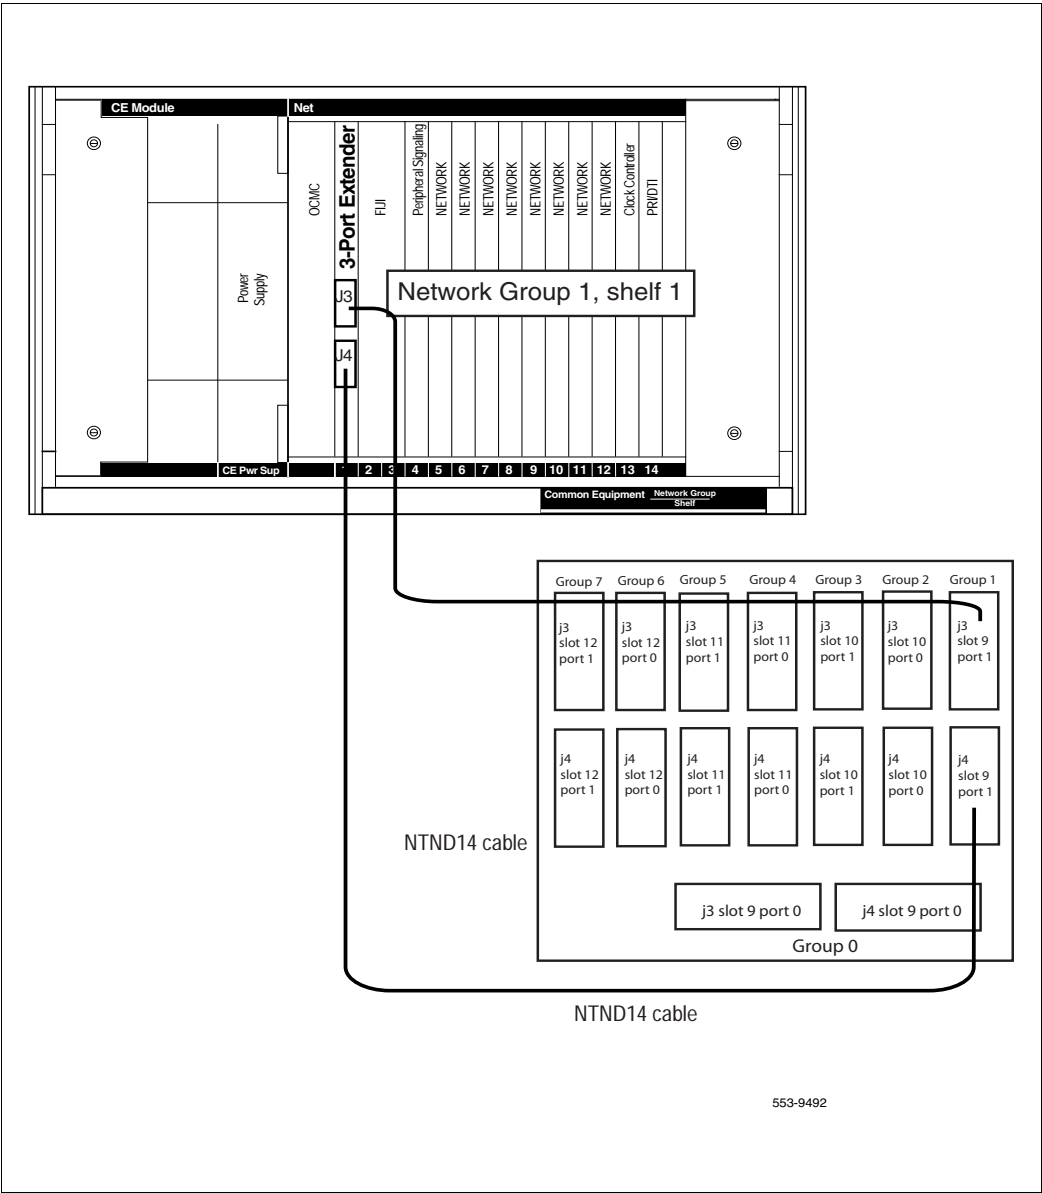 CE Module
Net
OCMC
3-Port Extender
FIJI
Peripheral Signaling
NETWORK
NETWORK
NETWORK
NETWORK
NETWORK
NETWORK
NETWORK
NETWORK
Clock Controller
PRI/DTI
Power
Supply
J3
Network Group 1, shelf 1
J4
CE Pwr Sup
1 2 3 4 5 6 7 8 9 10 11 12 13 14
Common Equipment
Network Group
Shelf
Group 7 Group 6 Group 5 Group 4 Group 3 Group 2 Group 1
j3
slot 12
port 1
j3
slot 12
port 0
j3
slot 11
port 1
j3
slot 11
port 0
j3
slot 10
port 1
j3
slot 10
port 0
j3
slot 9
port 1
j4
slot 12
port 1
j4
slot 12
port 0
j4
slot 11
port 1
j4
slot 11
port 0
j4
slot 10
port 1
j4
slot 10
port 0
j4
slot 9
port 1
NTND14 cable
j3 slot 9 port 0
j4 slot 9 port 0
Group 0
NTND14 cable
553-9492